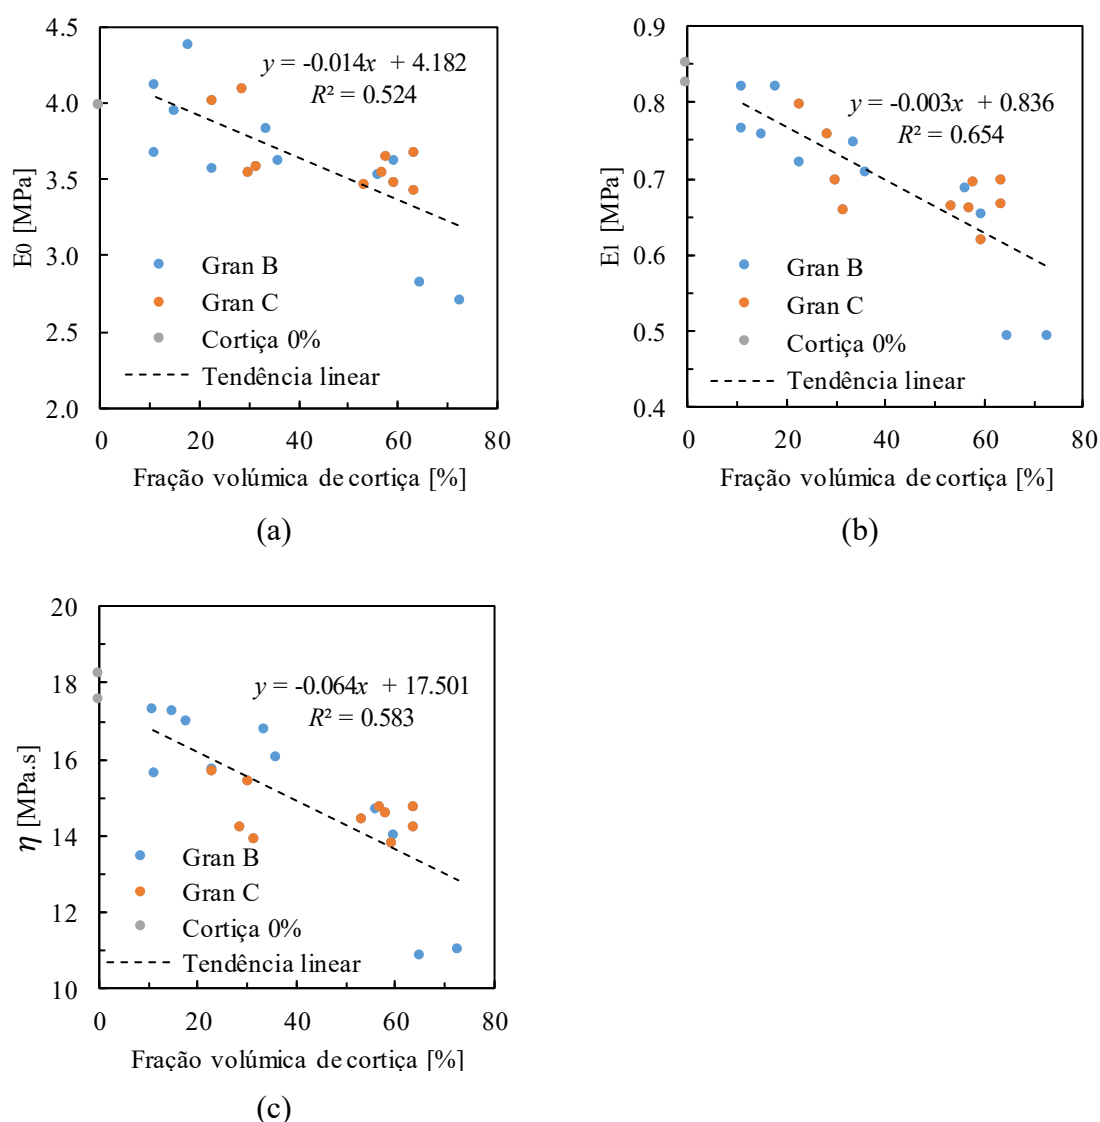 4.5
4.0
3.5
3.0
2.5
2.0
E0 [MPa]
y = -0.014x + 4.182
R² = 0.524
Gran B
Gran C
Cortiça 0%
Tendência linear
0 20 40 60 80
Fração volúmica de cortiça [%]
(a)
0.9
0.8
0.7
0.6
0.5
0.4
E1 [MPa]
y = -0.003x + 0.836
R² = 0.654
Gran B
Gran C
Cortiça 0%
Tendência linear
0 20 40 60 80
Fração volúmica de cortiça [%]
(b)
20
18
16
14
12
10
η [MPa.s]
y = -0.064x + 17.501
R² = 0.583
Gran B
Gran C
Cortiça 0%
Tendência linear
0 20 40 60 80
Fração volúmica de cortiça [%]
(c)